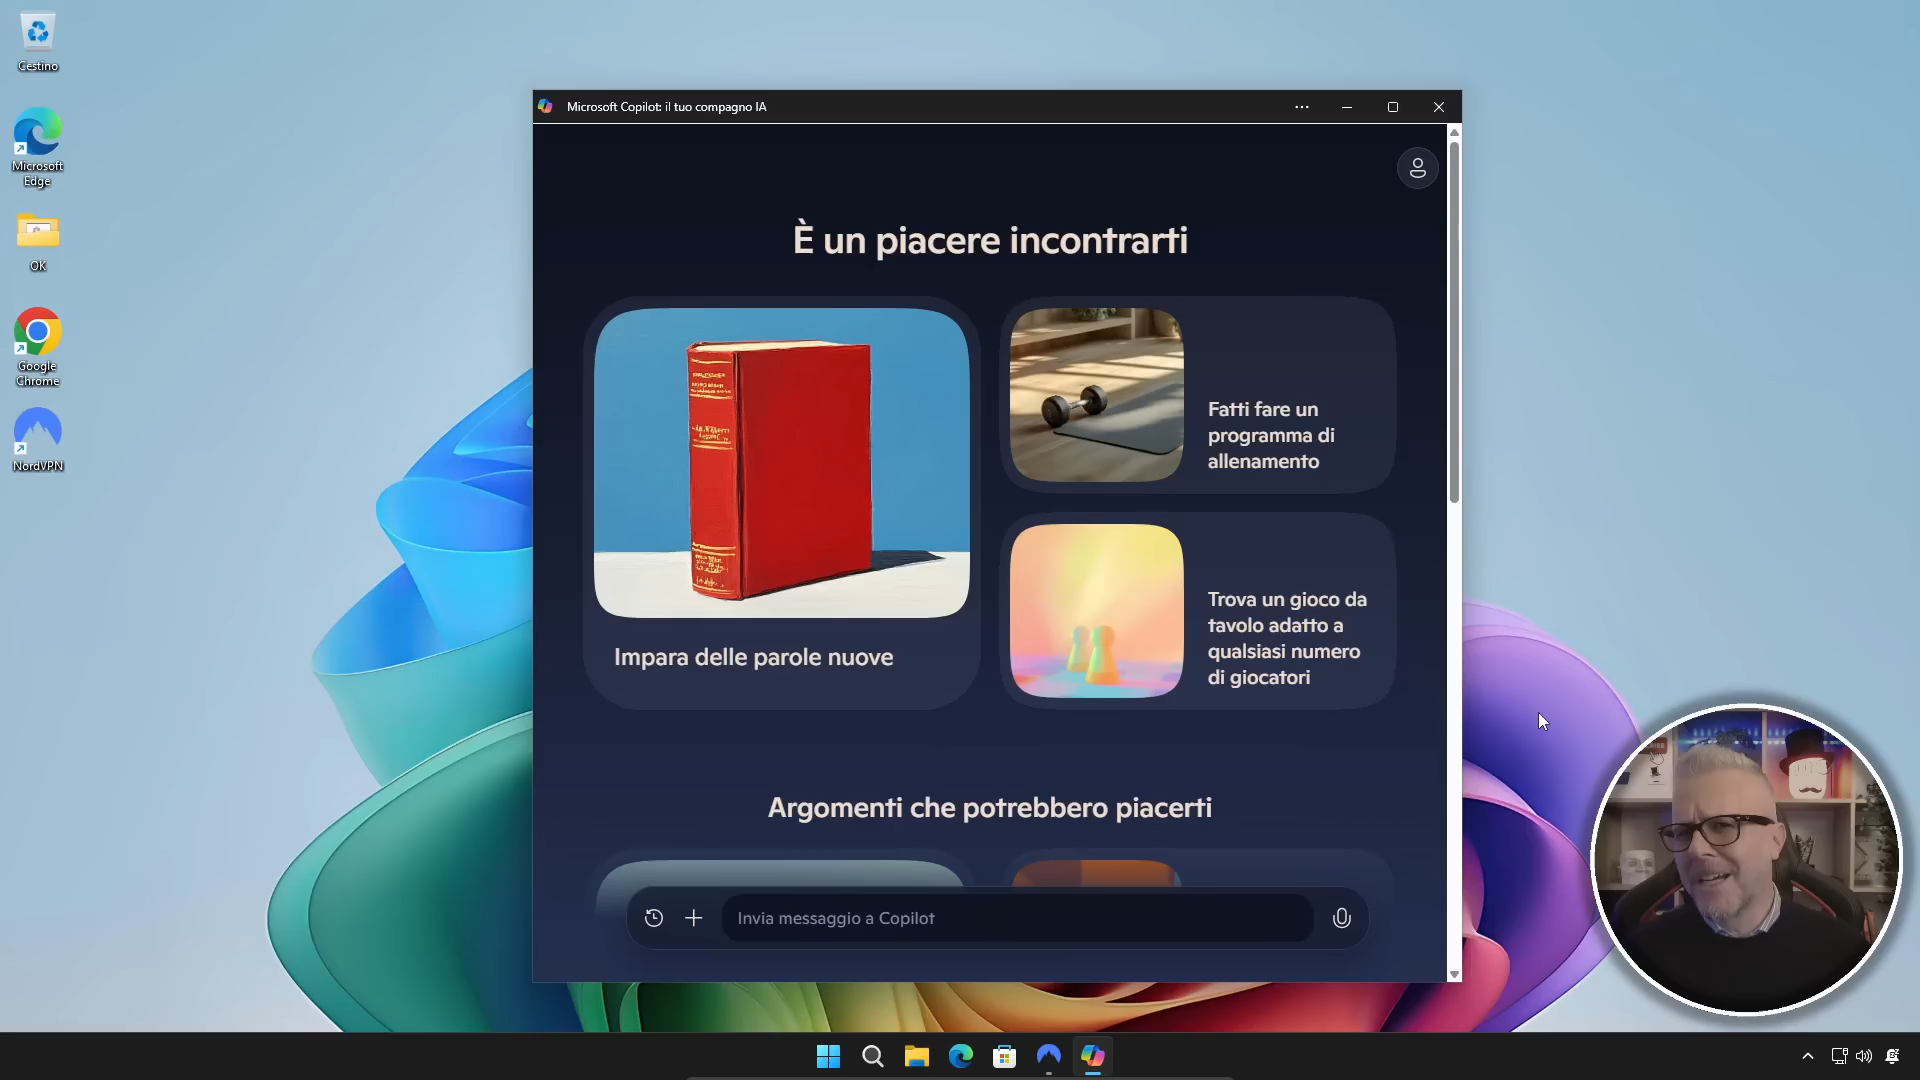 Cestino
Microsoft
Edge
OK
Google
Chrome
NordVPN
Microsoft Copilot: il tuo compagno IA
È un piacere incontrarti
Impara delle parole nuove
Fatti fare un
programma di
allenamento
Trova un gioco da
tavolo adatto a
qualsiasi numero
di giocatori
Argomenti che potrebbero piacerti
Invia messaggio a Copilot